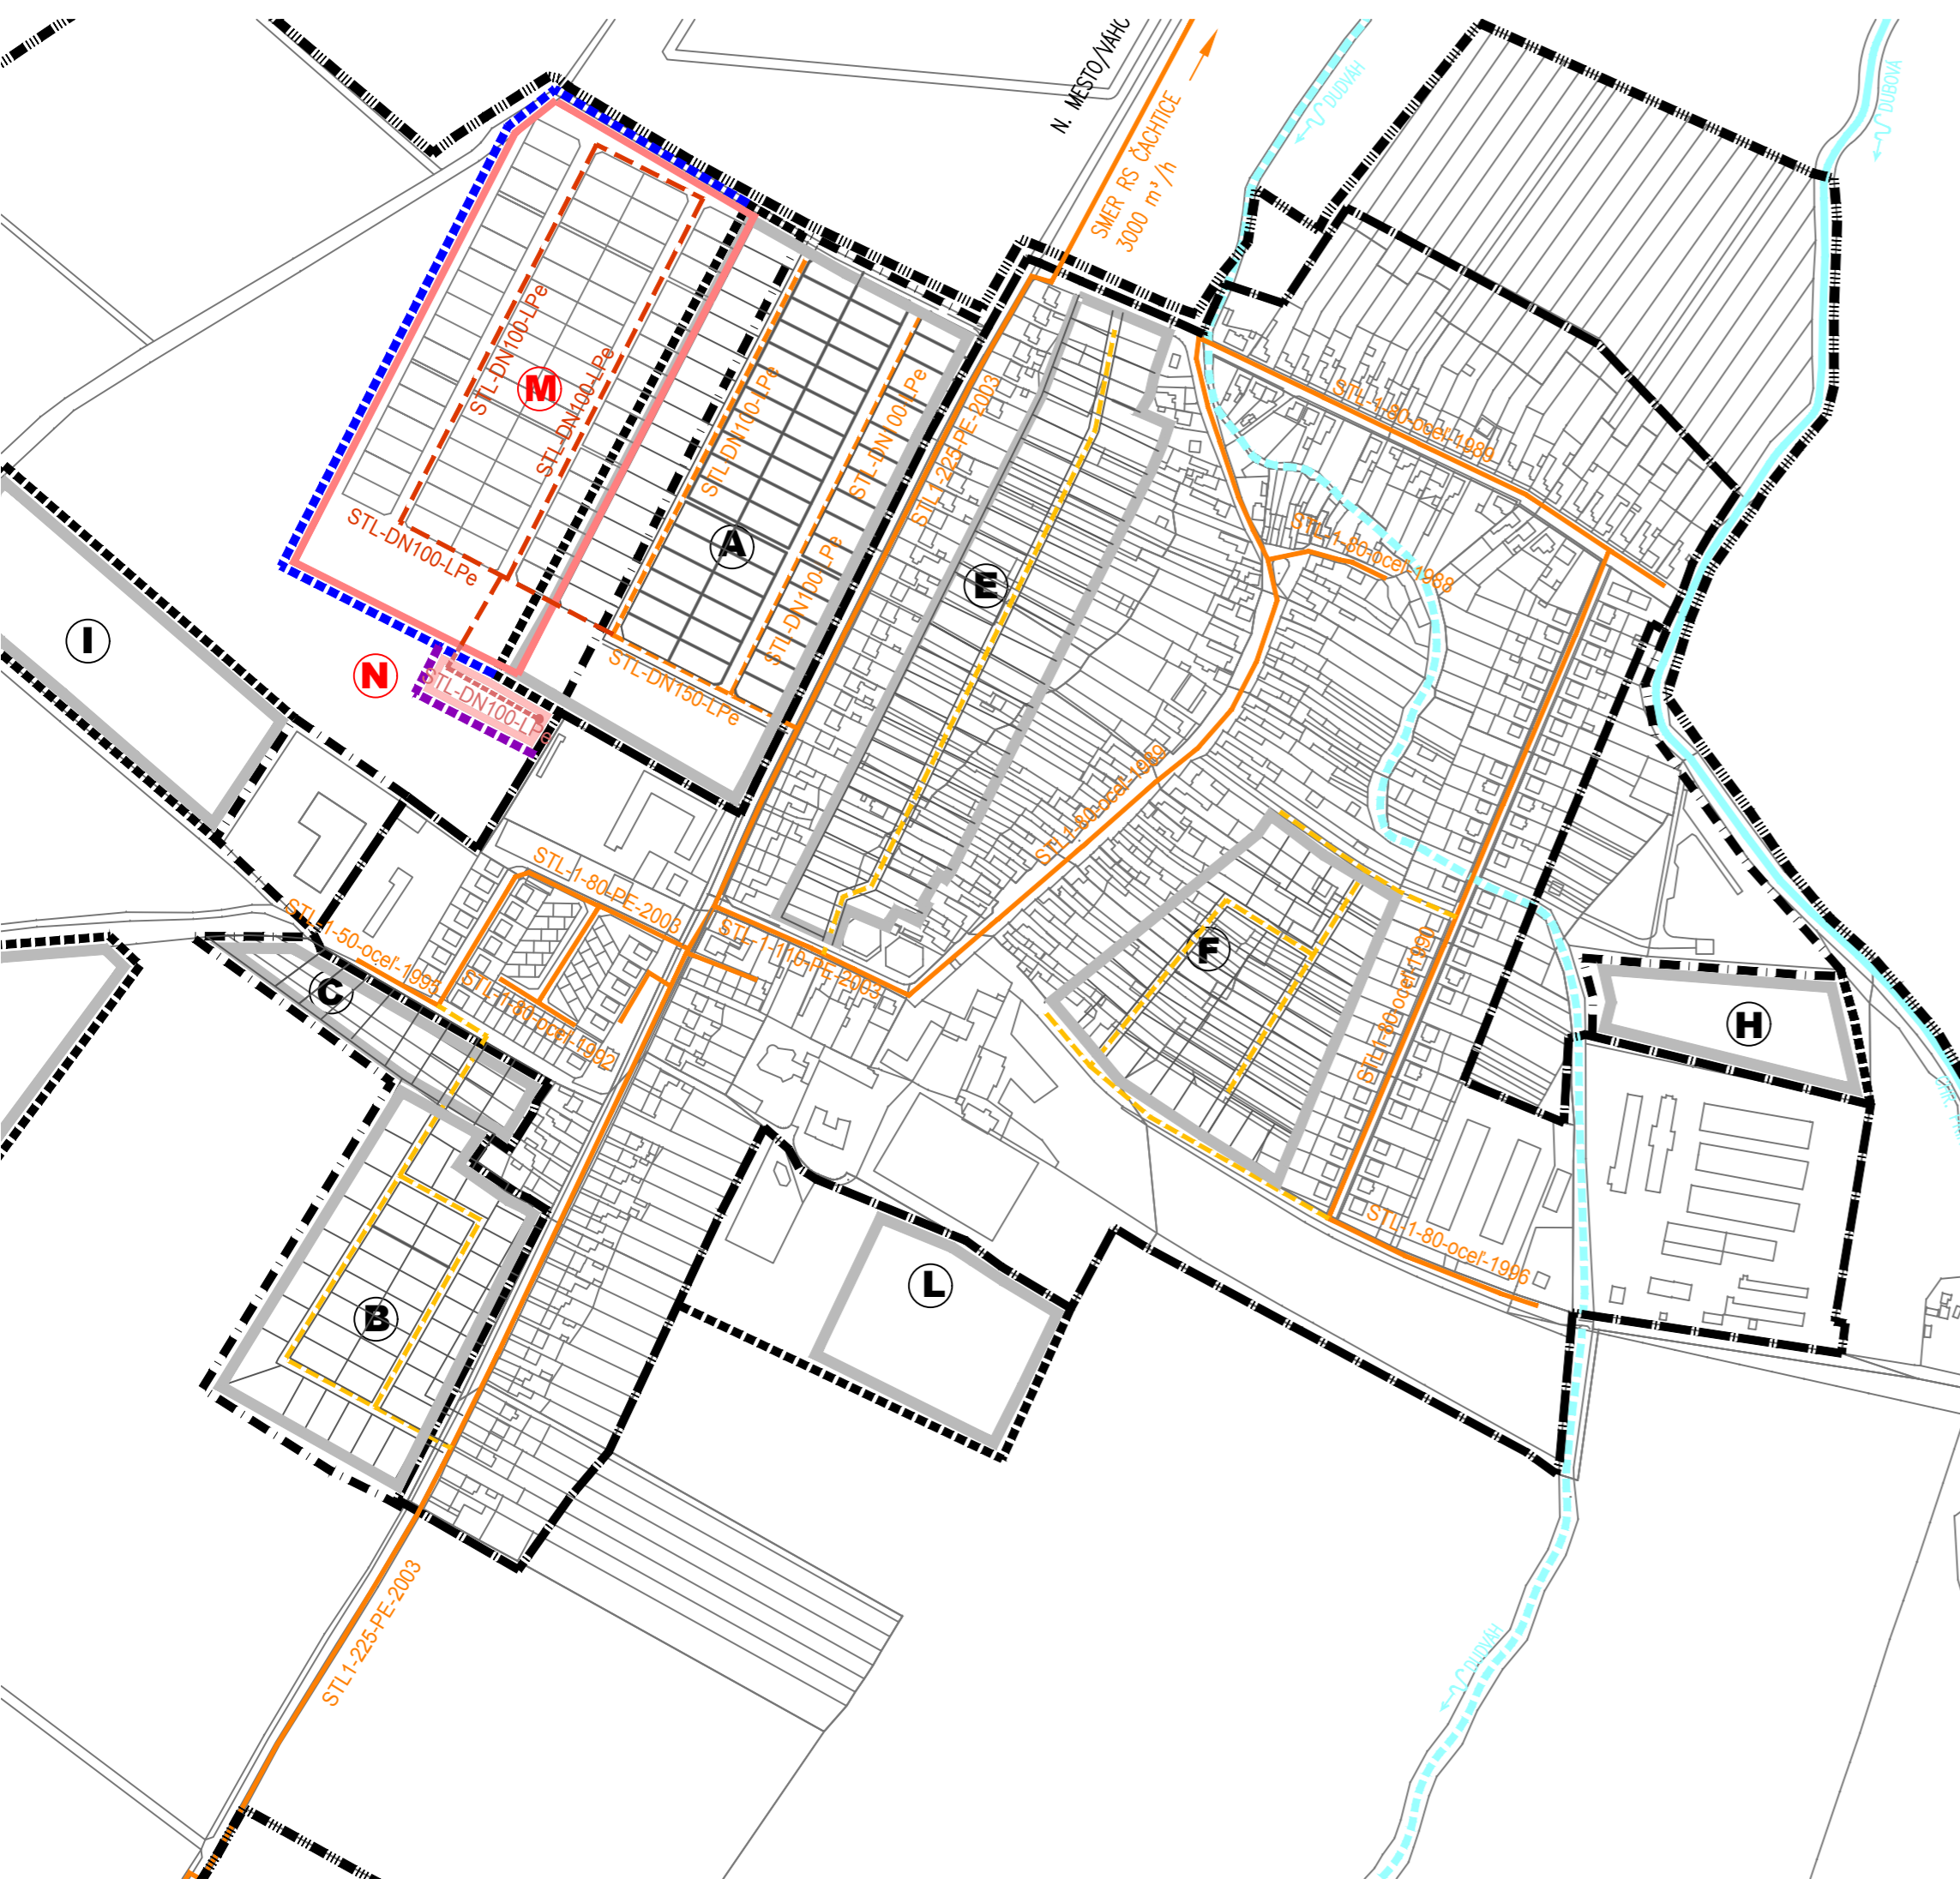 N. MESTO/VÁHO
SMER RS ČACHTICE
3000 m³/h
DUDVÁH
DUBOVÁ
STL-DN100-LPe
M
STL-DN100-LPe
STL-DN100-LPe
STL-DN110-LPe
STL-DN100-LPe
STL1-225-PE-2003
STL-1-80-oceľ-1989
STL-1-80-oceľ-1988
A
E
STL-DN100-LPe
I
N
STL-DN100-LPe
STL-DN150-LPe
STL-1-80-oceľ-1989
STL-1-80-PE-2003
STL-1-50-oceľ-1995
STL-1-110-PE-2003
STL-1-80-oceľ-1992
C
F
STL1-80-oceľ-1990
H
STL-1-80-oceľ-1996
L
B
STL1-225-PE-2003
DUDVÁH